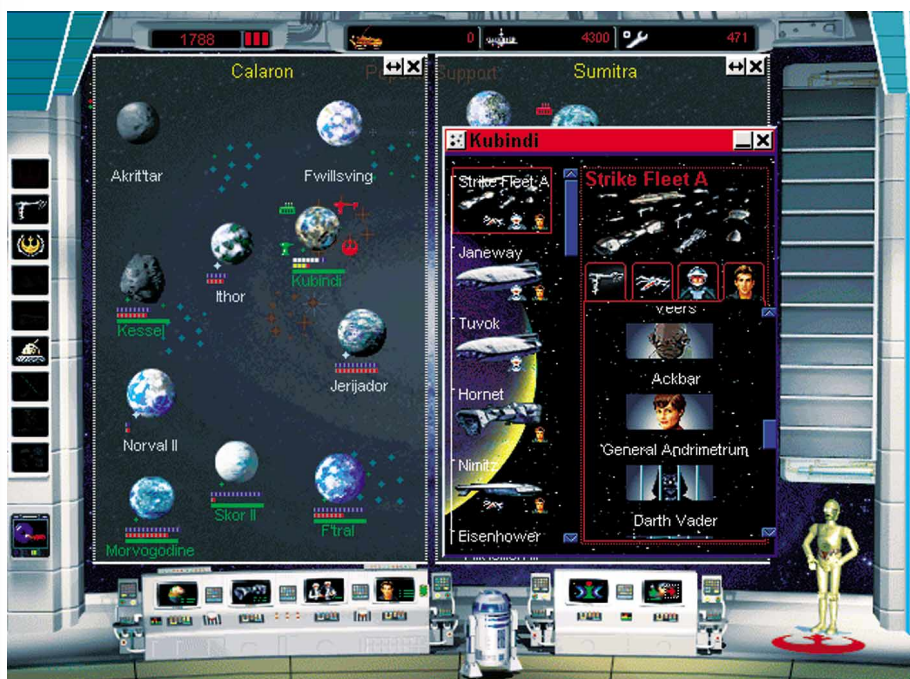 1788
0
4300
471
Calaron
Popular Support
Sumitra
Akrit'tar
Fwillsving
Ithor
Kubindi
Kessel
Jerijador
Norval II
Skor II
F'tral
Morvogodine
Kubindi
Strike Fleet A
Janeway
Tuvok
Hornet
Nimitz
Eisenhower
Strike Fleet A
Veers
Ackbar
General Andrimetrum
Darth Vader